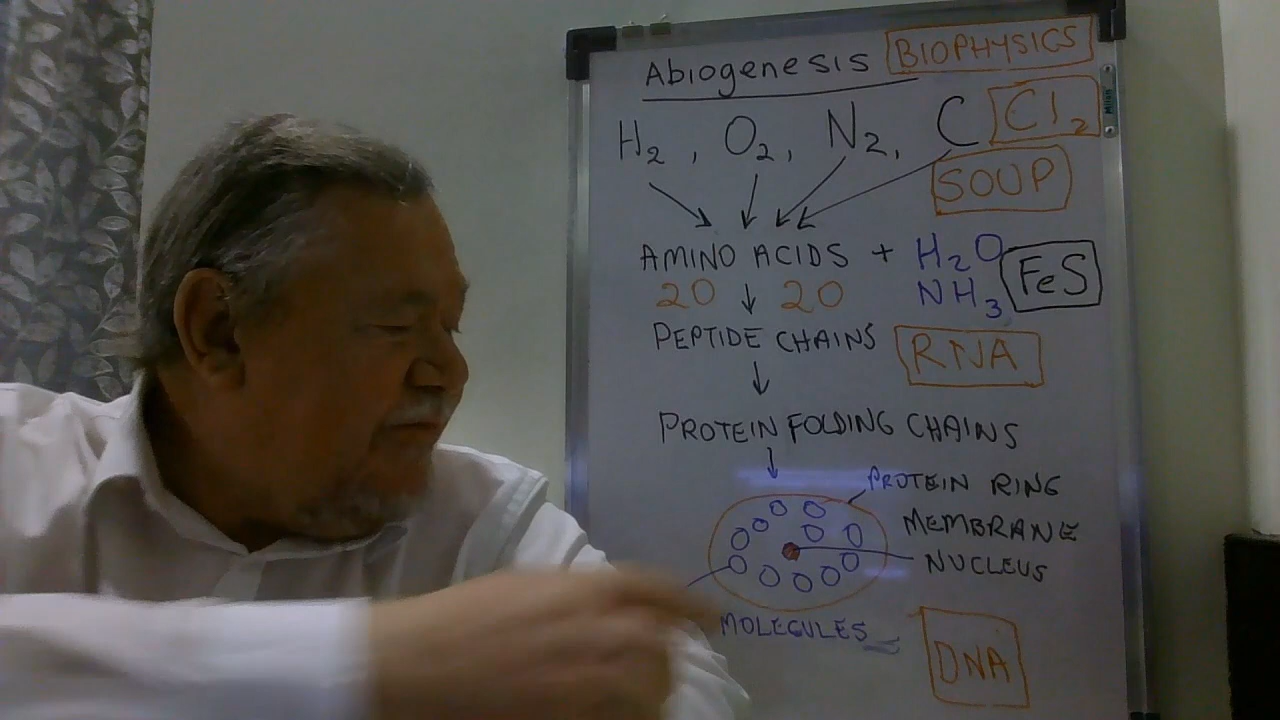 Abiogenesis BIOPHYSICS
H₂, O₂, N₂, C Cl₂
SOUP
AMINO ACIDS + H₂O
20 20 NH₃ FeS
PEPTIDE CHAINS RNA
PROTEIN FOLDING CHAINS
PROTEIN RING
MEMBRANE
NUCLEUS
MOLECULES
DNA